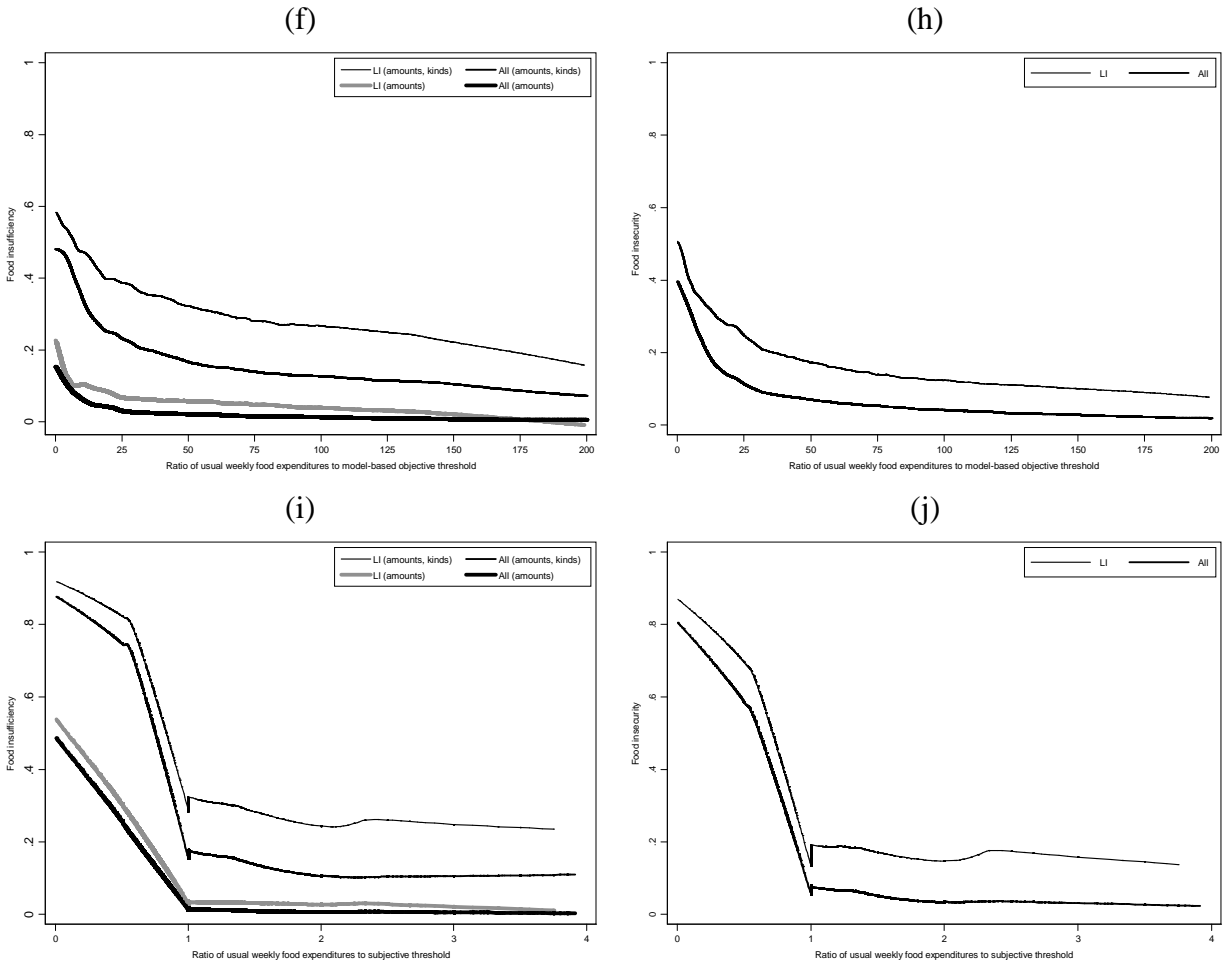 (f)
(h)
LI (amounts, kinds) All (amounts, kinds)
LI (amounts) All (amounts)
Food insufficiency
0 .2 .4 .6 .8 1
0 25 50 75 100 125 150 175 200
Ratio of usual weekly food expenditures to model-based objective threshold
LI All
Food insecurity
0 .2 .4 .6 .8 1
0 25 50 75 100 125 150 175 200
Ratio of usual weekly food expenditures to model-based objective threshold
(i)
(j)
LI (amounts, kinds) All (amounts, kinds)
LI (amounts) All (amounts)
Food insufficiency
0 .2 .4 .6 .8 1
0 1 2 3 4
Ratio of usual weekly food expenditures to subjective threshold
LI All
Food insecurity
0 .2 .4 .6 .8 1
0 1 2 3 4
Ratio of usual weekly food expenditures to subjective threshold